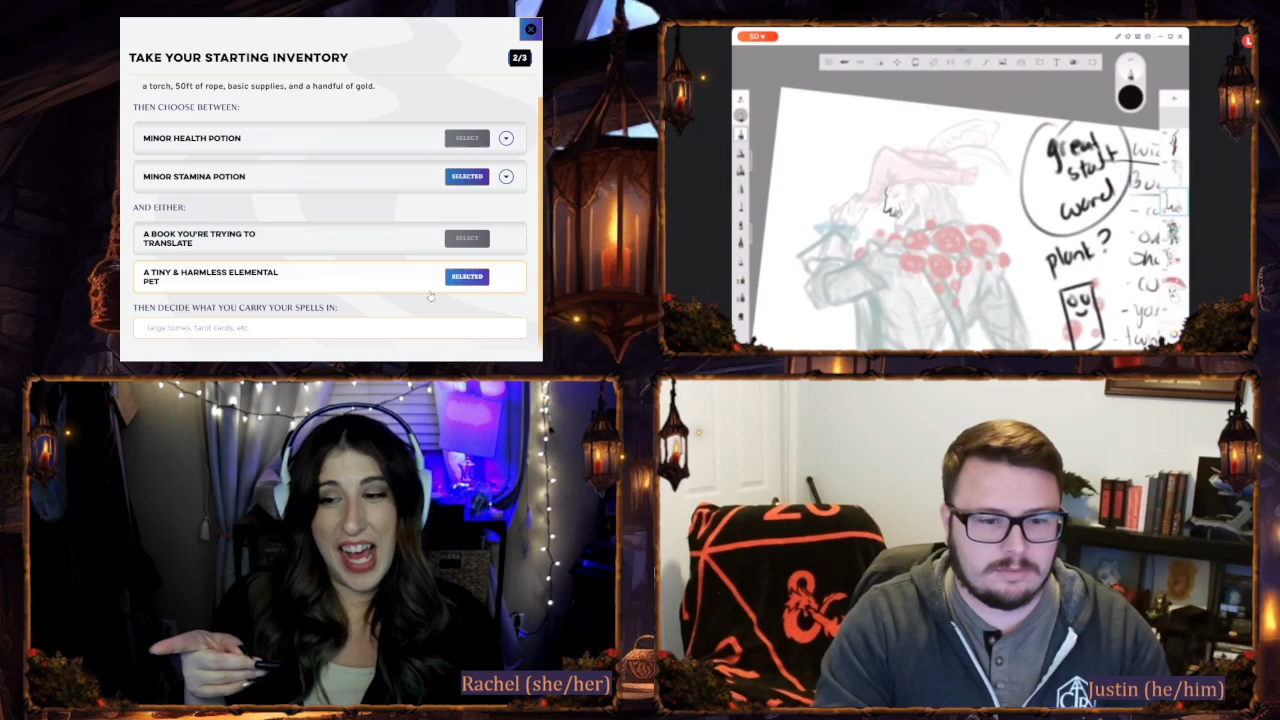 TAKE YOUR STARTING INVENTORY
2/3
a torch, 50ft of rope, basic supplies, and a handful of gold.
THEN CHOOSE BETWEEN:
MINOR HEALTH POTION
SELECT
MINOR STAMINA POTION
SELECTED
AND EITHER:
A BOOK YOU'RE TRYING TO
TRANSLATE
SELECT
A TINY & HARMLESS ELEMENTAL
PET
SELECTED
THEN DECIDE WHAT YOU CARRY YOUR SPELLS IN:
large tomes, tarot cards, etc.
great
staff
word
plant?
20
Rachel (she/her)
Justin (he/him)